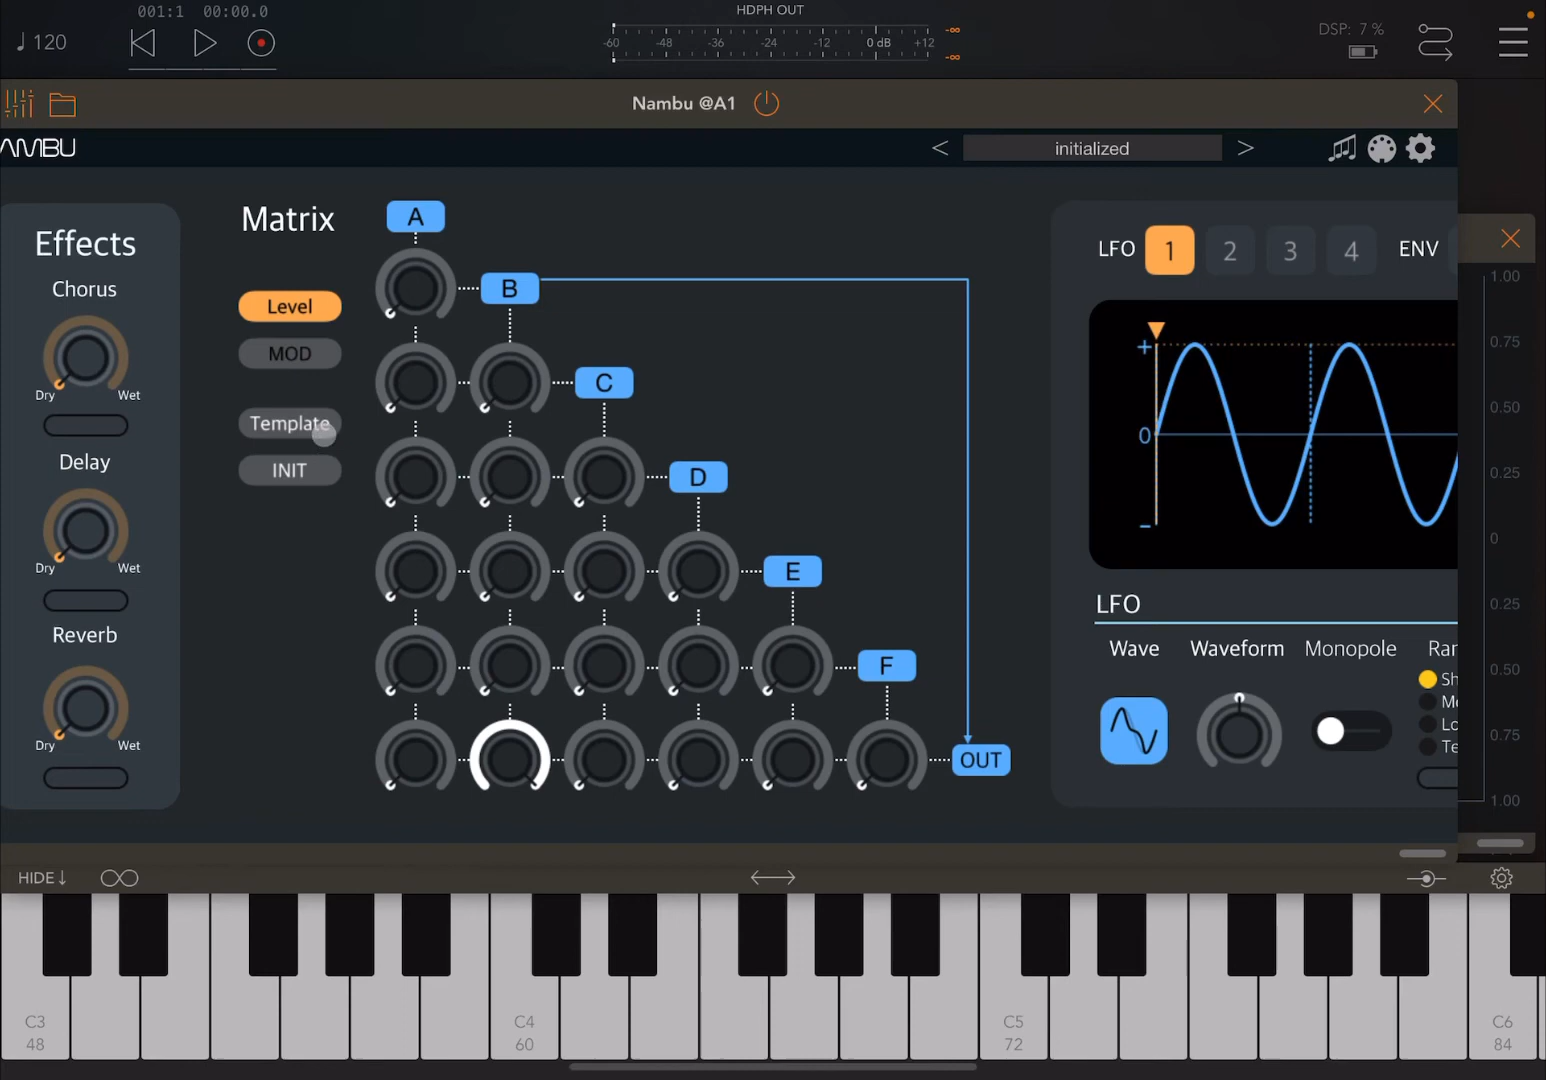 001:1 00:00.0
HDPH OUT
♩ 120
-60 -48 -36 -24 -12 0 dB +12
-∞
-∞
DSP: 7 %
Nambu @A1
AMBU
< initialized >
Effects
Chorus
Dry Wet
Delay
Dry Wet
Reverb
Dry Wet
Matrix
Level
MOD
Template
INIT
A
B
C
D
E
F
OUT
LFO 1 2 3 4 ENV
+
0
-
LFO
Wave Waveform Monopole Rar
Sh
Mo
Lo
Te
1.00
0.75
0.50
0.25
0
0.25
0.50
0.75
1.00
HIDE↓
C3 C4 C5 C6
48 60 72 84